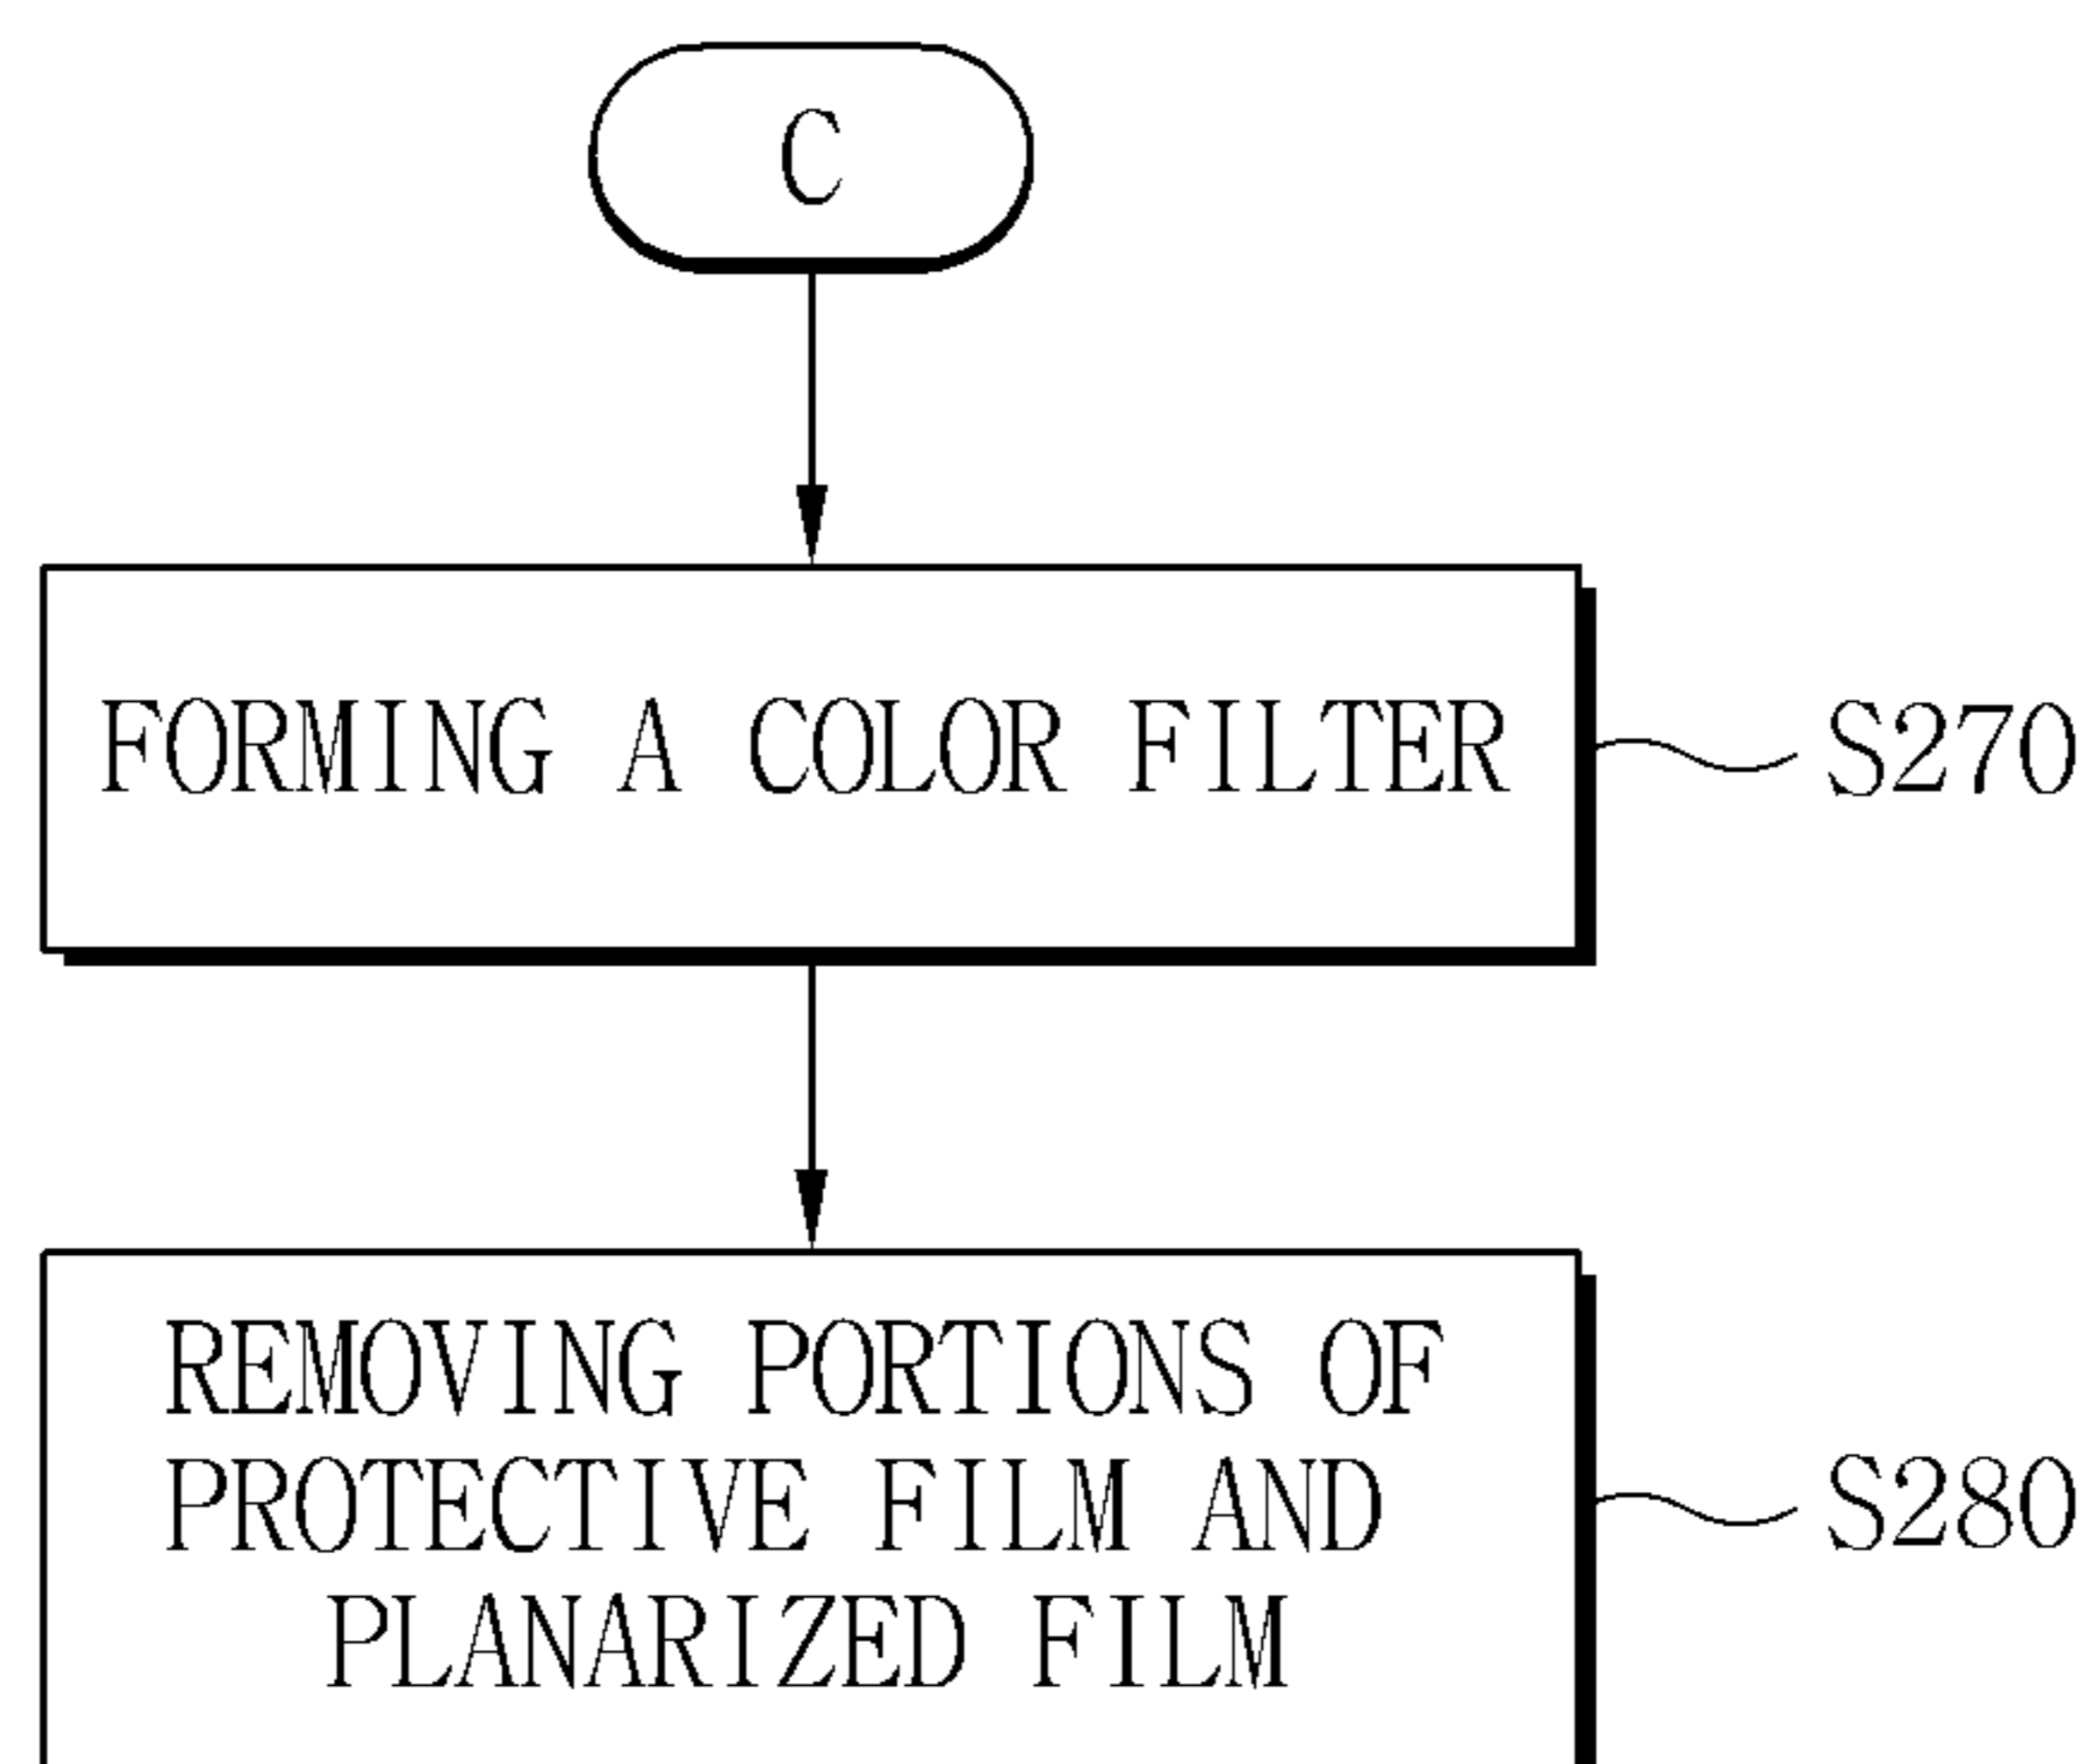 C
FORMING A COLOR FILTER
S270
REMOVING PORTIONS OF
PROTECTIVE FILM AND
PLANARIZED FILM
S280